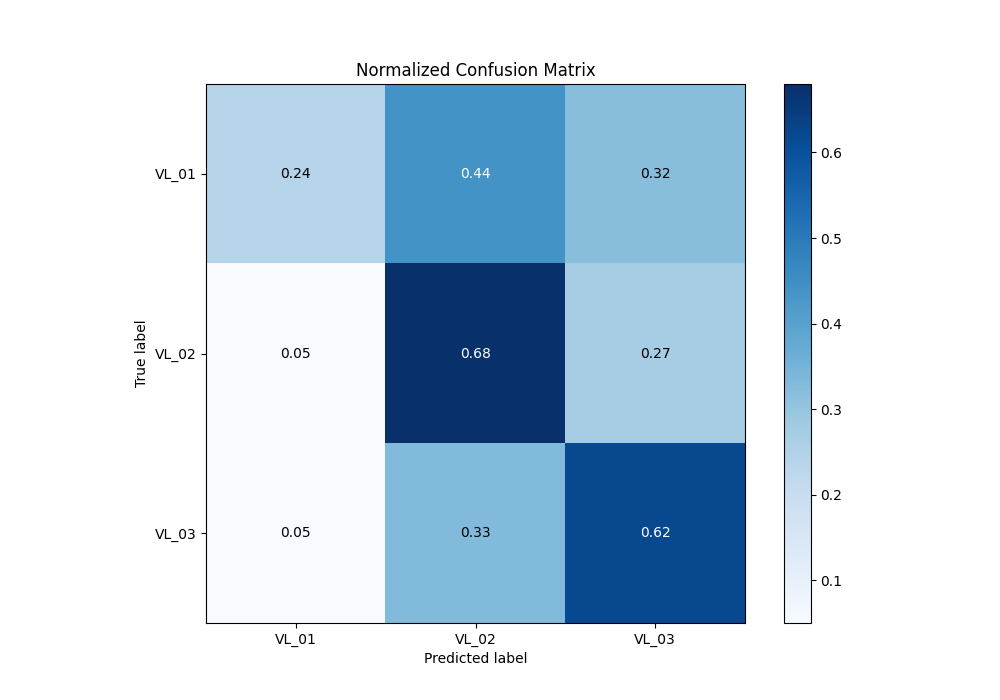 Normalized Confusion Matrix
VL_01 0.24 0.44 0.32
VL_02 0.05 0.68 0.27
VL_03 0.05 0.33 0.62
VL_01 VL_02 VL_03
Predicted label
True label
0.6
0.5
0.4
0.3
0.2
0.1